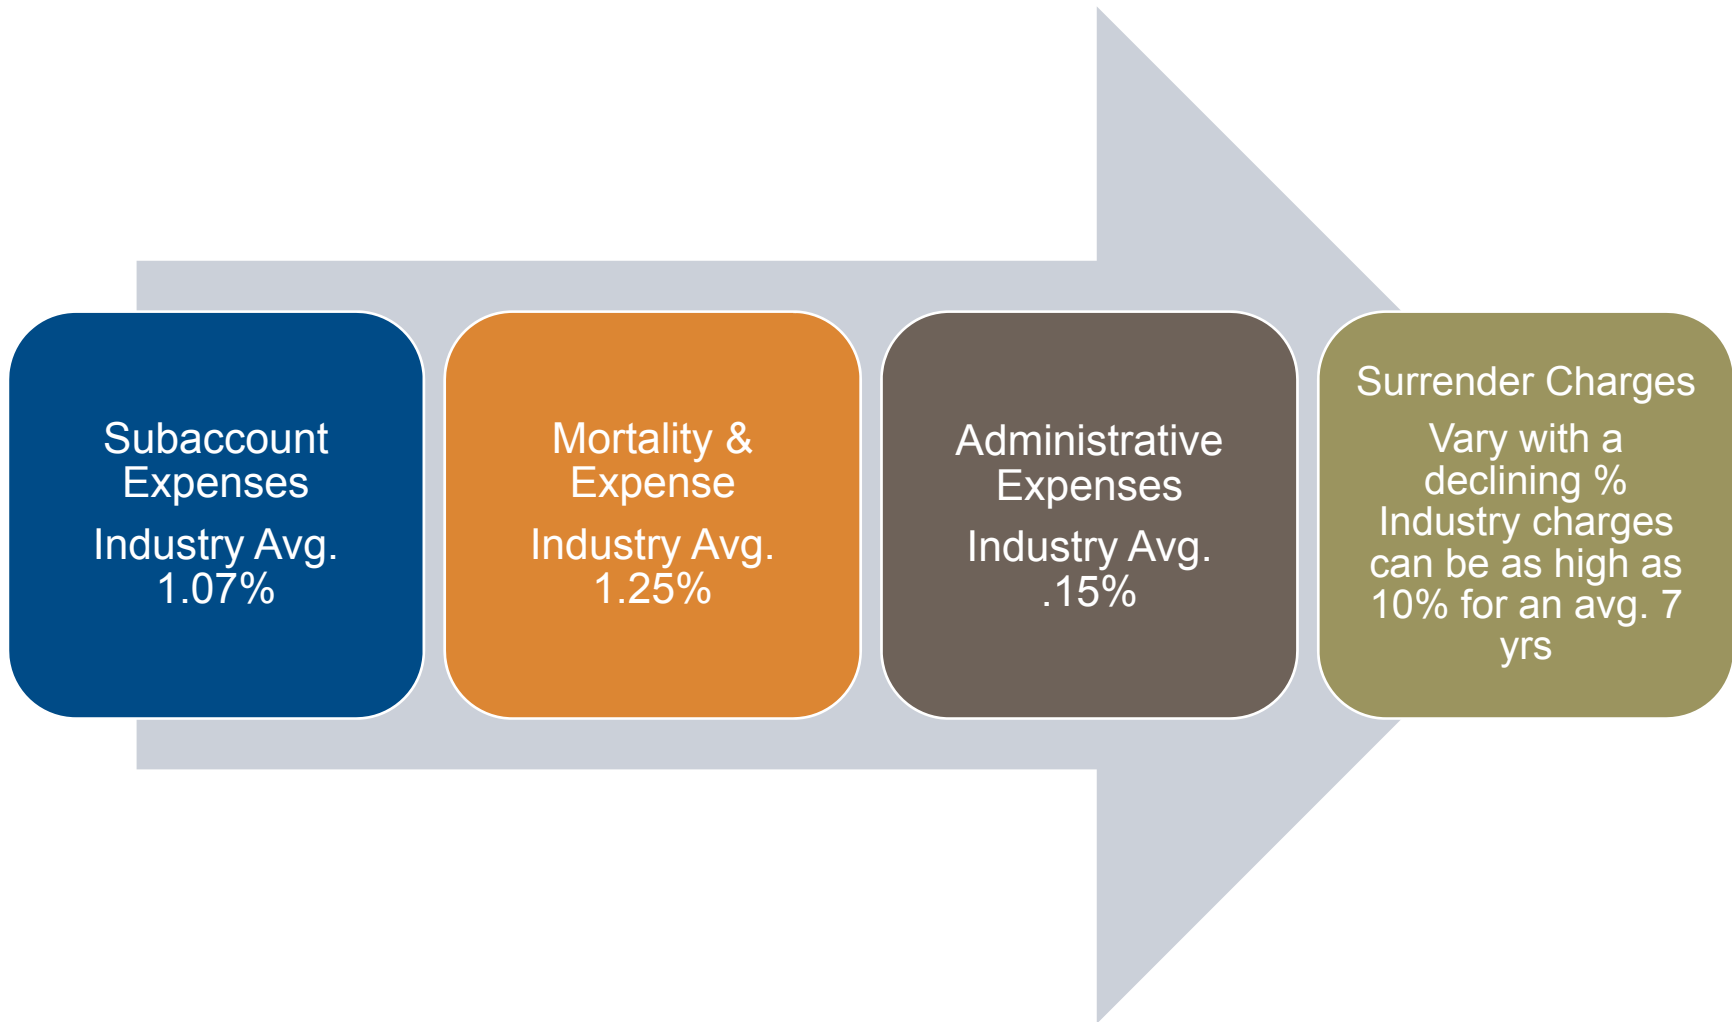 Subaccount
Expenses
Industry Avg.
1.07%
Mortality &
Expense
Industry Avg.
1.25%
Administrative
Expenses
Industry Avg.
.15%
Surrender Charges
Vary with a
declining %
Industry charges
can be as high as
10% for an avg. 7
yrs